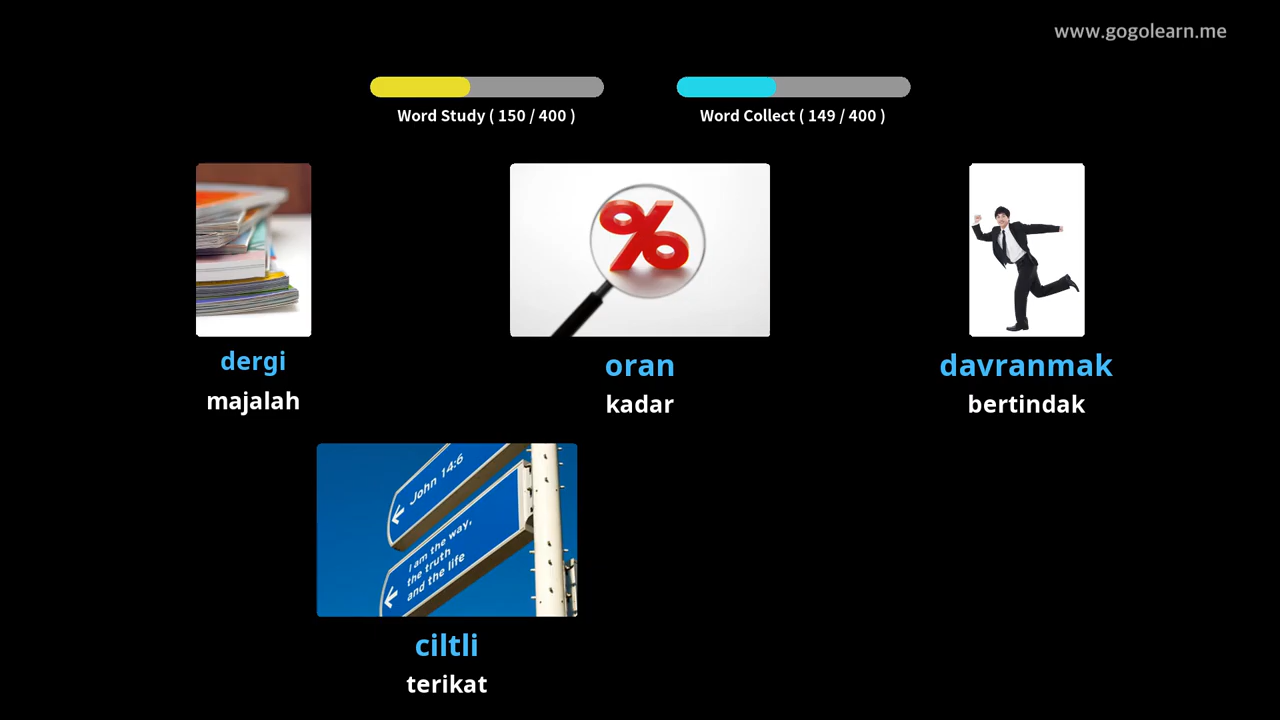 www.gogolearn.me
Word Study ( 150 / 400 )
Word Collect ( 149 / 400 )
%
dergi
majalah
oran
kadar
davranmak
bertindak
John 14:6
I am the way,
the truth
and the life
ciltli
terikat